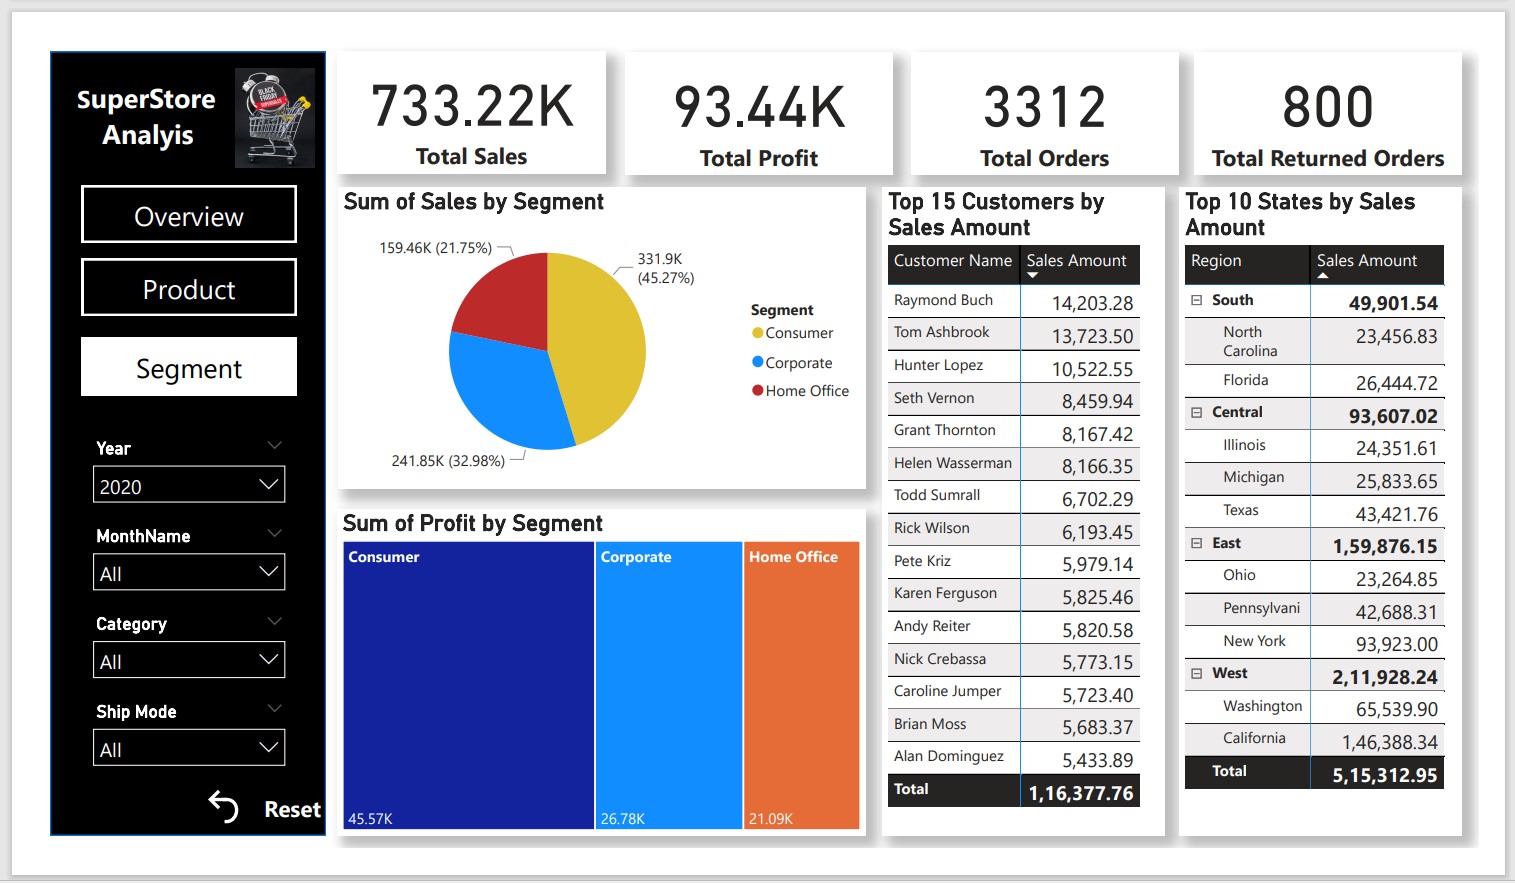 SuperStore
Analyis
BLACK
FRIDAY
Overview
Product
Segment
Year
2020
MonthName
All
Category
All
Ship Mode
All
Reset
733.22K
Total Sales
93.44K
Total Profit
3312
Total Orders
800
Total Returned Orders
Sum of Sales by Segment
159.46K (21.75%)
331.9K
(45.27%)
241.85K (32.98%)
Segment
Consumer
Corporate
Home Office
Sum of Profit by Segment
Consumer
Corporate
Home Office
45.57K
26.78K
21.09K
Top 15 Customers by
Sales Amount
Customer Name Sales Amount
Raymond Buch 14,203.28
Tom Ashbrook 13,723.50
Hunter Lopez 10,522.55
Seth Vernon 8,459.94
Grant Thornton 8,167.42
Helen Wasserman 8,166.35
Todd Sumrall 6,702.29
Rick Wilson 6,193.45
Pete Kriz 5,979.14
Karen Ferguson 5,825.46
Andy Reiter 5,820.58
Nick Crebassa 5,773.15
Caroline Jumper 5,723.40
Brian Moss 5,683.37
Alan Dominguez 5,433.89
Total 1,16,377.76
Top 10 States by Sales
Amount
Region Sales Amount
South 49,901.54
North
Carolina 23,456.83
Florida 26,444.72
Central 93,607.02
Illinois 24,351.61
Michigan 25,833.65
Texas 43,421.76
East 1,59,876.15
Ohio 23,264.85
Pennsylvani 42,688.31
New York 93,923.00
West 2,11,928.24
Washington 65,539.90
California 1,46,388.34
Total 5,15,312.95